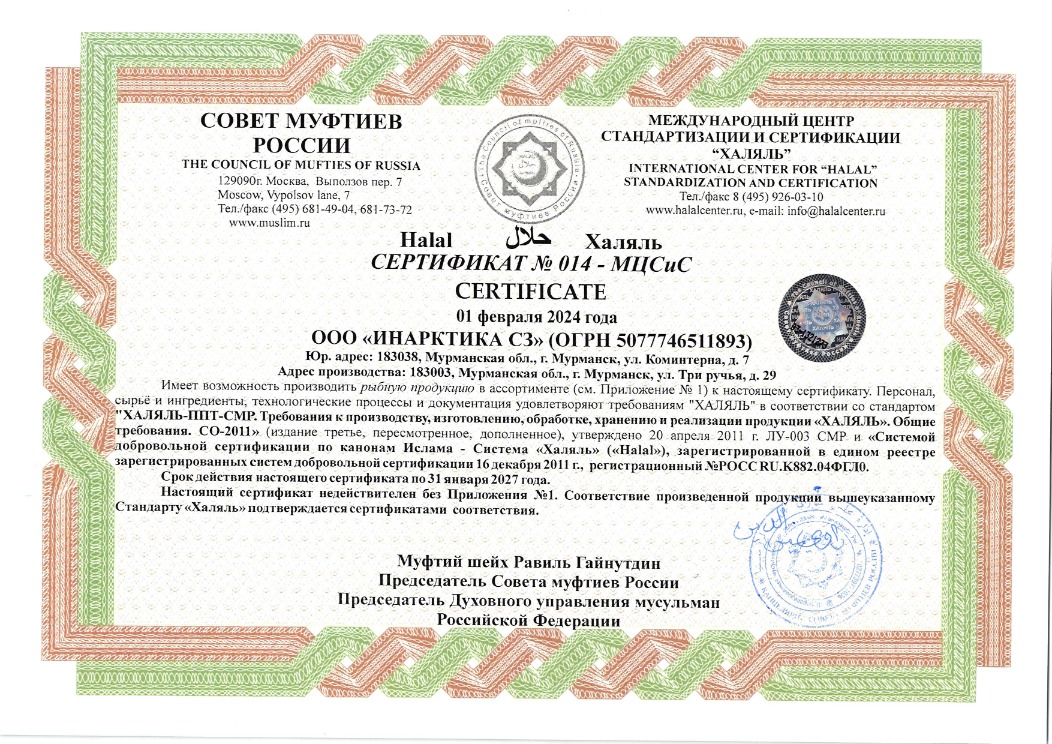 СОВЕТ МУФТИЕВ
РОССИИ
THE COUNCIL OF MUFTIES OF RUSSIA
129090г. Москва, Выползов пер. 7
Moscow, Vypolsov lane, 7
Тел./факс (495) 681-49-04, 681-73-72
www.muslim.ru
МЕЖДУНАРОДНЫЙ ЦЕНТР
СТАНДАРТИЗАЦИИ И СЕРТИФИКАЦИИ
“ХАЛЯЛЬ”
INTERNATIONAL CENTER FOR “HALAL”
STANDARDIZATION AND CERTIFICATION
Тел./факс 8 (495) 926-03-10
www.halalcenter.ru, e-mail: info@halalcenter.ru
Halal حلال Халяль
СЕРТИФИКАТ № 014 - МЦСиС
CERTIFICATE
01 февраля 2024 года
ООО «ИНАРКТИКА СЗ» (ОГРН 5077746511893)
Юр. адрес: 183038, Мурманская обл., г. Мурманск, ул. Коминтерна, д. 7
Адрес производства: 183003, Мурманская обл., г. Мурманск, ул. Три ручья, д. 29
Имеет возможность производить рыбную продукцию в ассортименте (см. Приложение № 1) к настоящему сертификату. Персонал,
сырьё и ингредиенты, технологические процессы и документация удовлетворяют требованиям "ХАЛЯЛЬ" в соответствии со стандартом
"ХАЛЯЛЬ-ППТ-СМР. Требования к производству, изготовлению, обработке, хранению и реализации продукции «ХАЛЯЛЬ». Общие
требования. СО-2011» (издание третье, пересмотренное, дополненное), утверждено 20 апреля 2011 г. ЛУ-003 СМР и «Системой
добровольной сертификации по канонам Ислама - Система «Халяль» («Halal»), зарегистрированной в едином реестре
зарегистрированных систем добровольной сертификации 16 декабря 2011 г., регистрационный №РОСС RU.К882.04ФГЛ0.
Срок действия настоящего сертификата по 31 января 2027 года.
Настоящий сертификат недействителен без Приложения №1. Соответствие произведенной продукции вышеуказанному
Стандарту «Халяль» подтверждается сертификатами соответствия.
Муфтий шейх Равиль Гайнутдин
Председатель Совета муфтиев России
Председатель Духовного управления мусульман
Российской Федерации